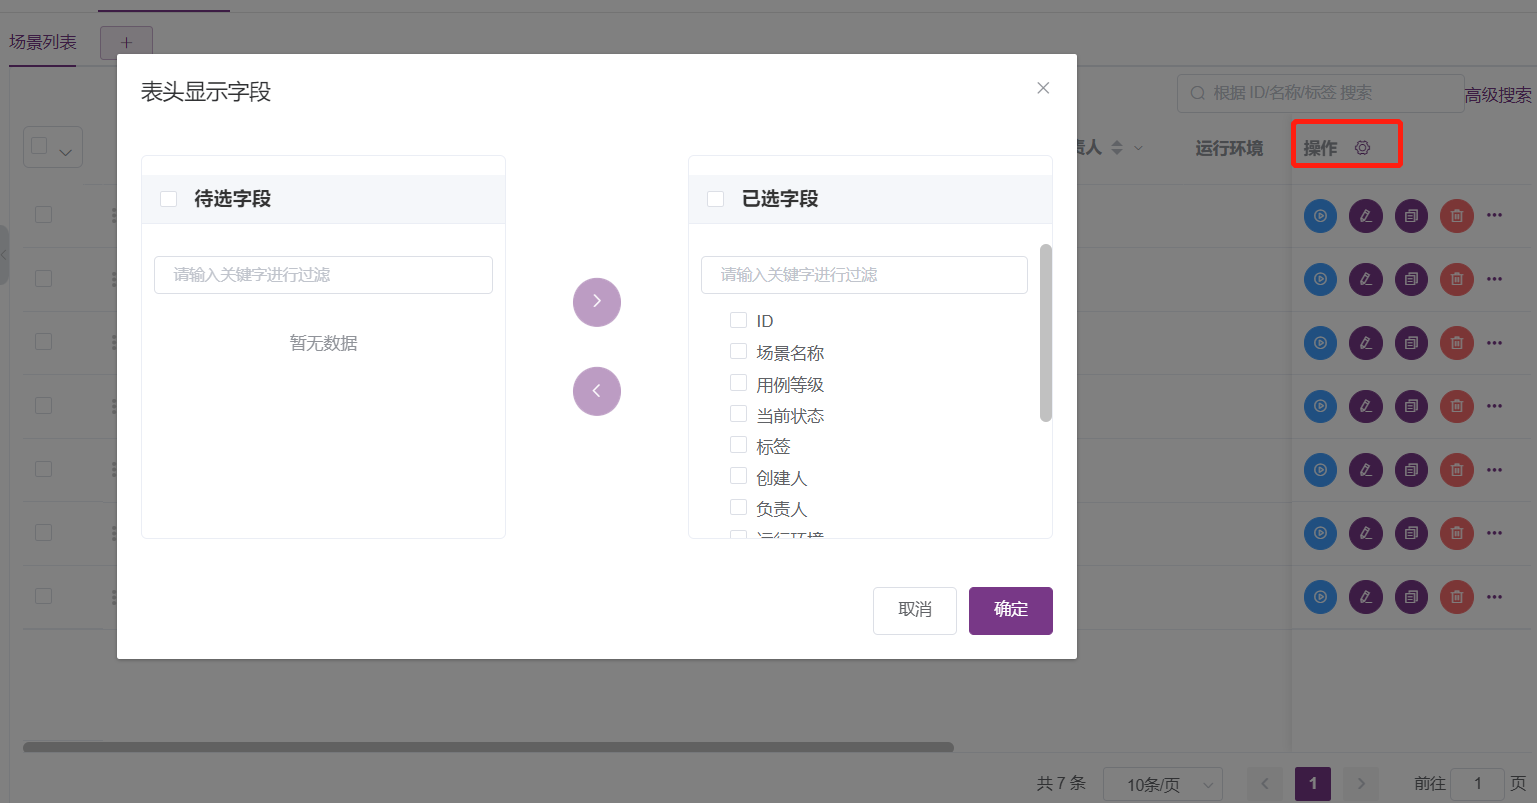 场景列表
+
表头显示字段
根据 ID/名称/标签 搜索
高级搜索
责人
运行环境
操作
待选字段
已选字段
请输入关键字进行过滤
请输入关键字进行过滤
暂无数据
ID
场景名称
用例等级
当前状态
标签
创建人
负责人
运行环境
取消
确定
共 7 条
10条/页
1
前往
1
页